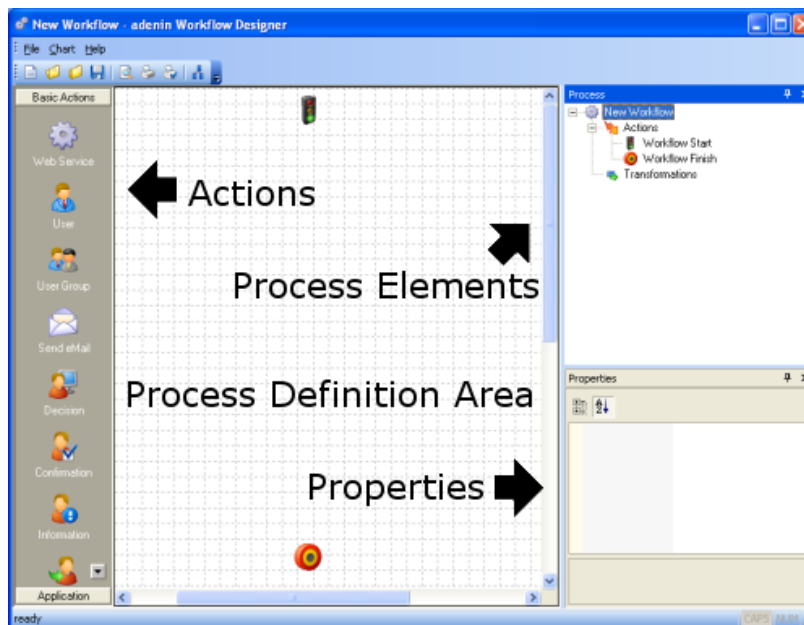 New Workflow - adenin Workflow Designer
File Chart Help
Basic Actions
Web Service
User
User Group
Send eMail
Decision
Confirmation
Information
Application
Actions
Process Elements
Process Definition Area
Properties
Process
New Workflow
Actions
Workflow Start
Workflow Finish
Transformations
Properties
ready
CAPS NUM